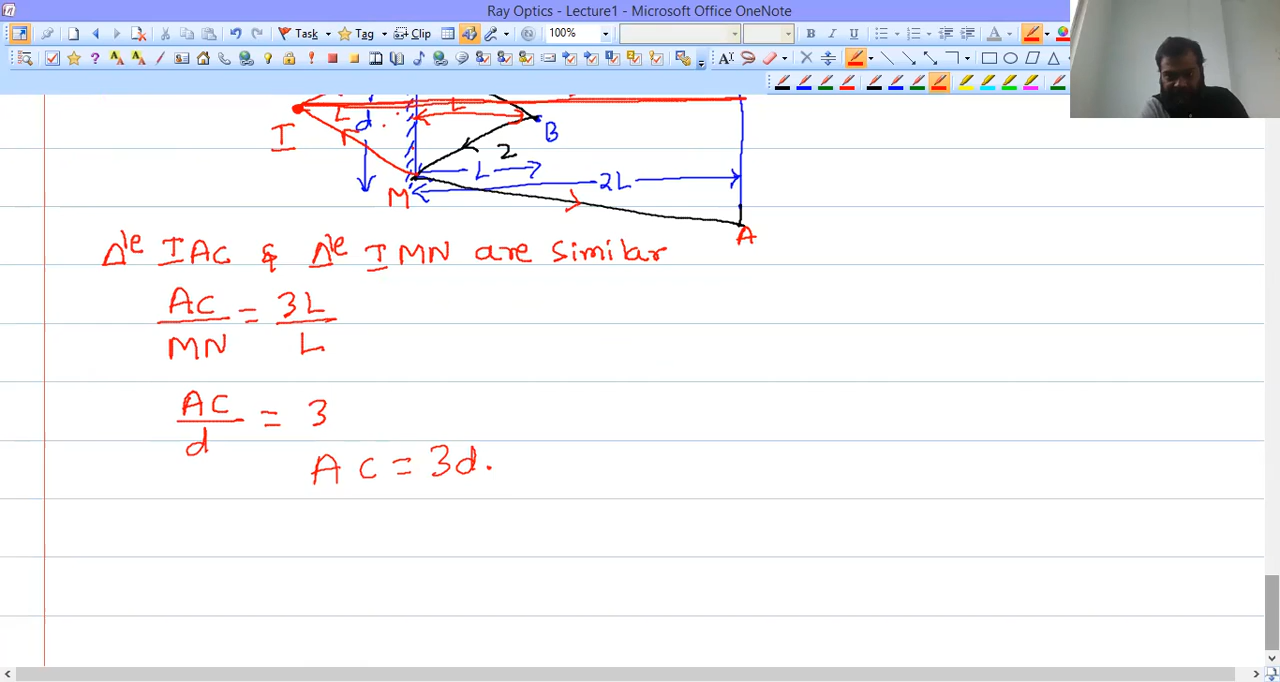 Ray Optics - Lecture1 - Microsoft Office OneNote
Task Tag Clip 100% B I U A
L L
I d. B
2
L 2L
M
A
Δle IAC & Δle IMN are similar
AC/MN = 3L/L
AC/d = 3
AC = 3d.